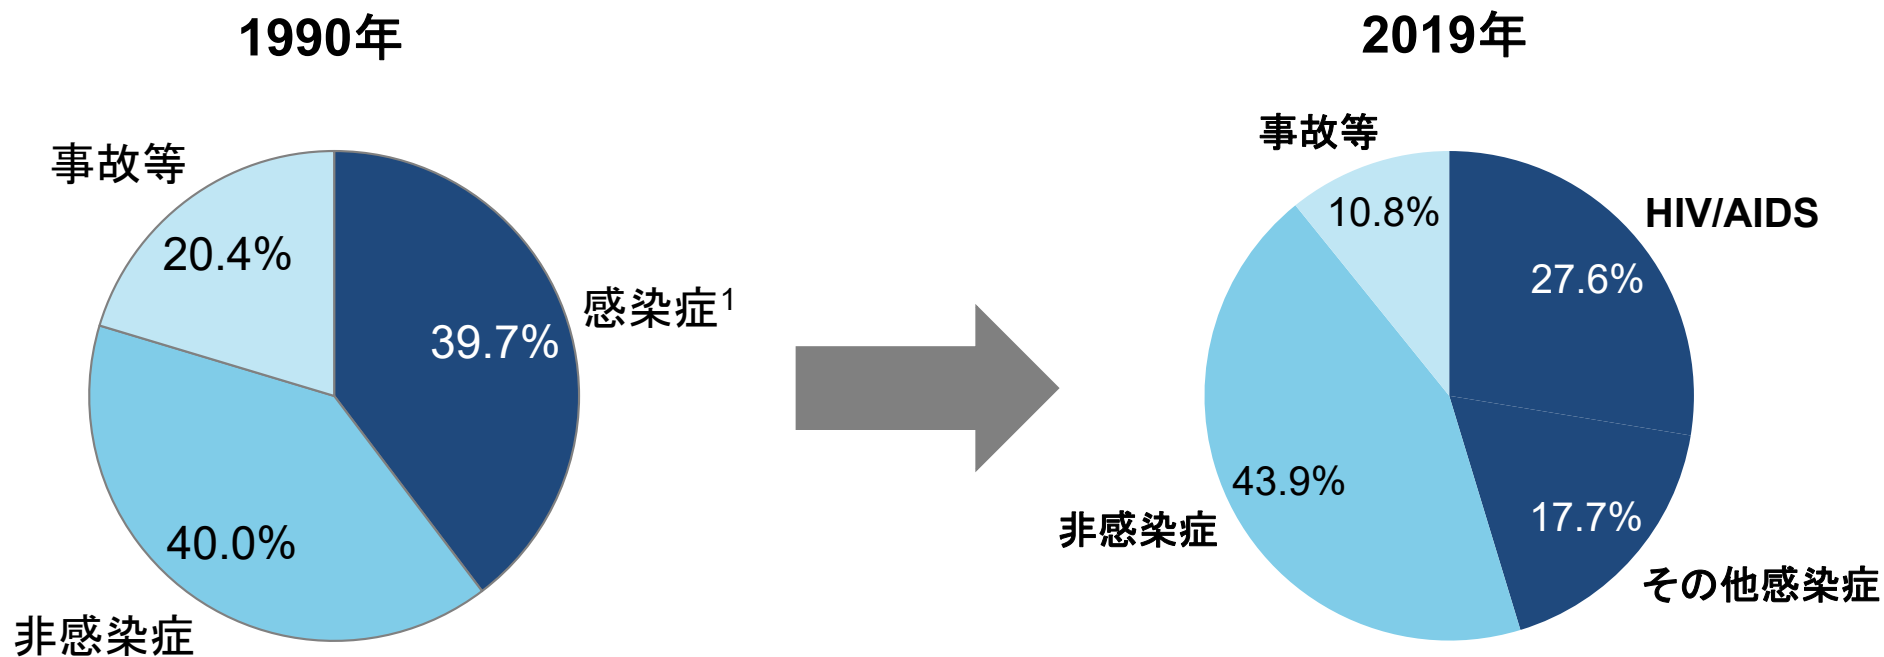 1990年
事故等
20.4%
感染症1
39.7%
40.0%
非感染症
2019年
事故等
10.8%
HIV/AIDS
27.6%
43.9%
非感染症
17.7%
その他感染症